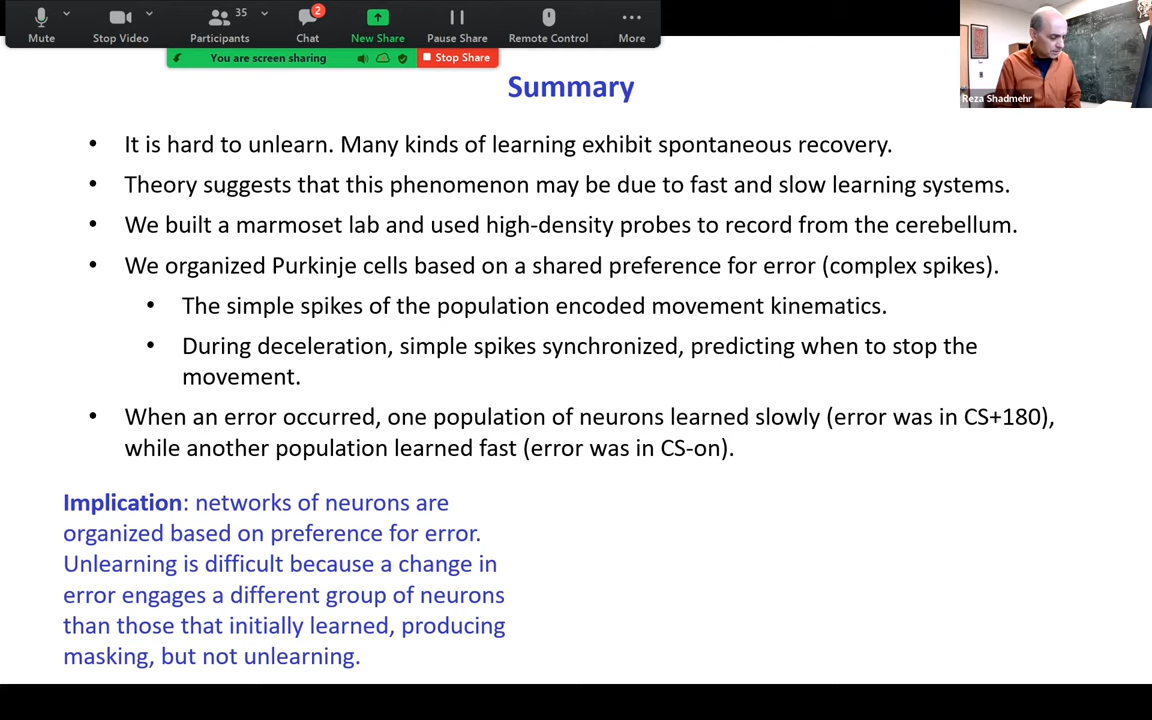 Mute
Stop Video
Participants
35
Chat
2
New Share
Pause Share
Remote Control
More
You are screen sharing
Stop Share
Reza Shadmehr
Summary
• It is hard to unlearn. Many kinds of learning exhibit spontaneous recovery.
• Theory suggests that this phenomenon may be due to fast and slow learning systems.
• We built a marmoset lab and used high-density probes to record from the cerebellum.
• We organized Purkinje cells based on a shared preference for error (complex spikes).
• The simple spikes of the population encoded movement kinematics.
• During deceleration, simple spikes synchronized, predicting when to stop the
movement.
• When an error occurred, one population of neurons learned slowly (error was in CS+180),
while another population learned fast (error was in CS-on).
Implication: networks of neurons are
organized based on preference for error.
Unlearning is difficult because a change in
error engages a different group of neurons
than those that initially learned, producing
masking, but not unlearning.